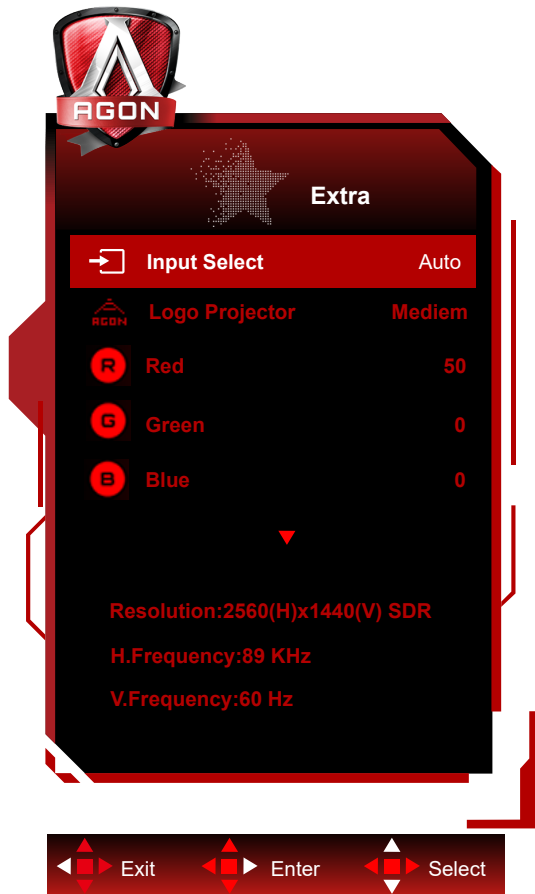 AGON
Extra
Input Select Auto
AGON Logo Projector Mediem
R Red 50
G Green 0
B Blue 0
Resolution:2560(H)x1440(V) SDR
H.Frequency:89 KHz
V.Frequency:60 Hz
Exit Enter Select